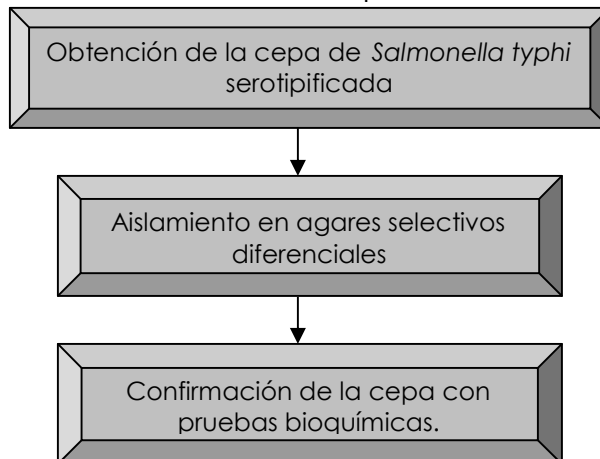 Obtención de la cepa de Salmonella typhi
serotipificada
Aislamiento en agares selectivos
diferenciales
Confirmación de la cepa con
pruebas bioquímicas.